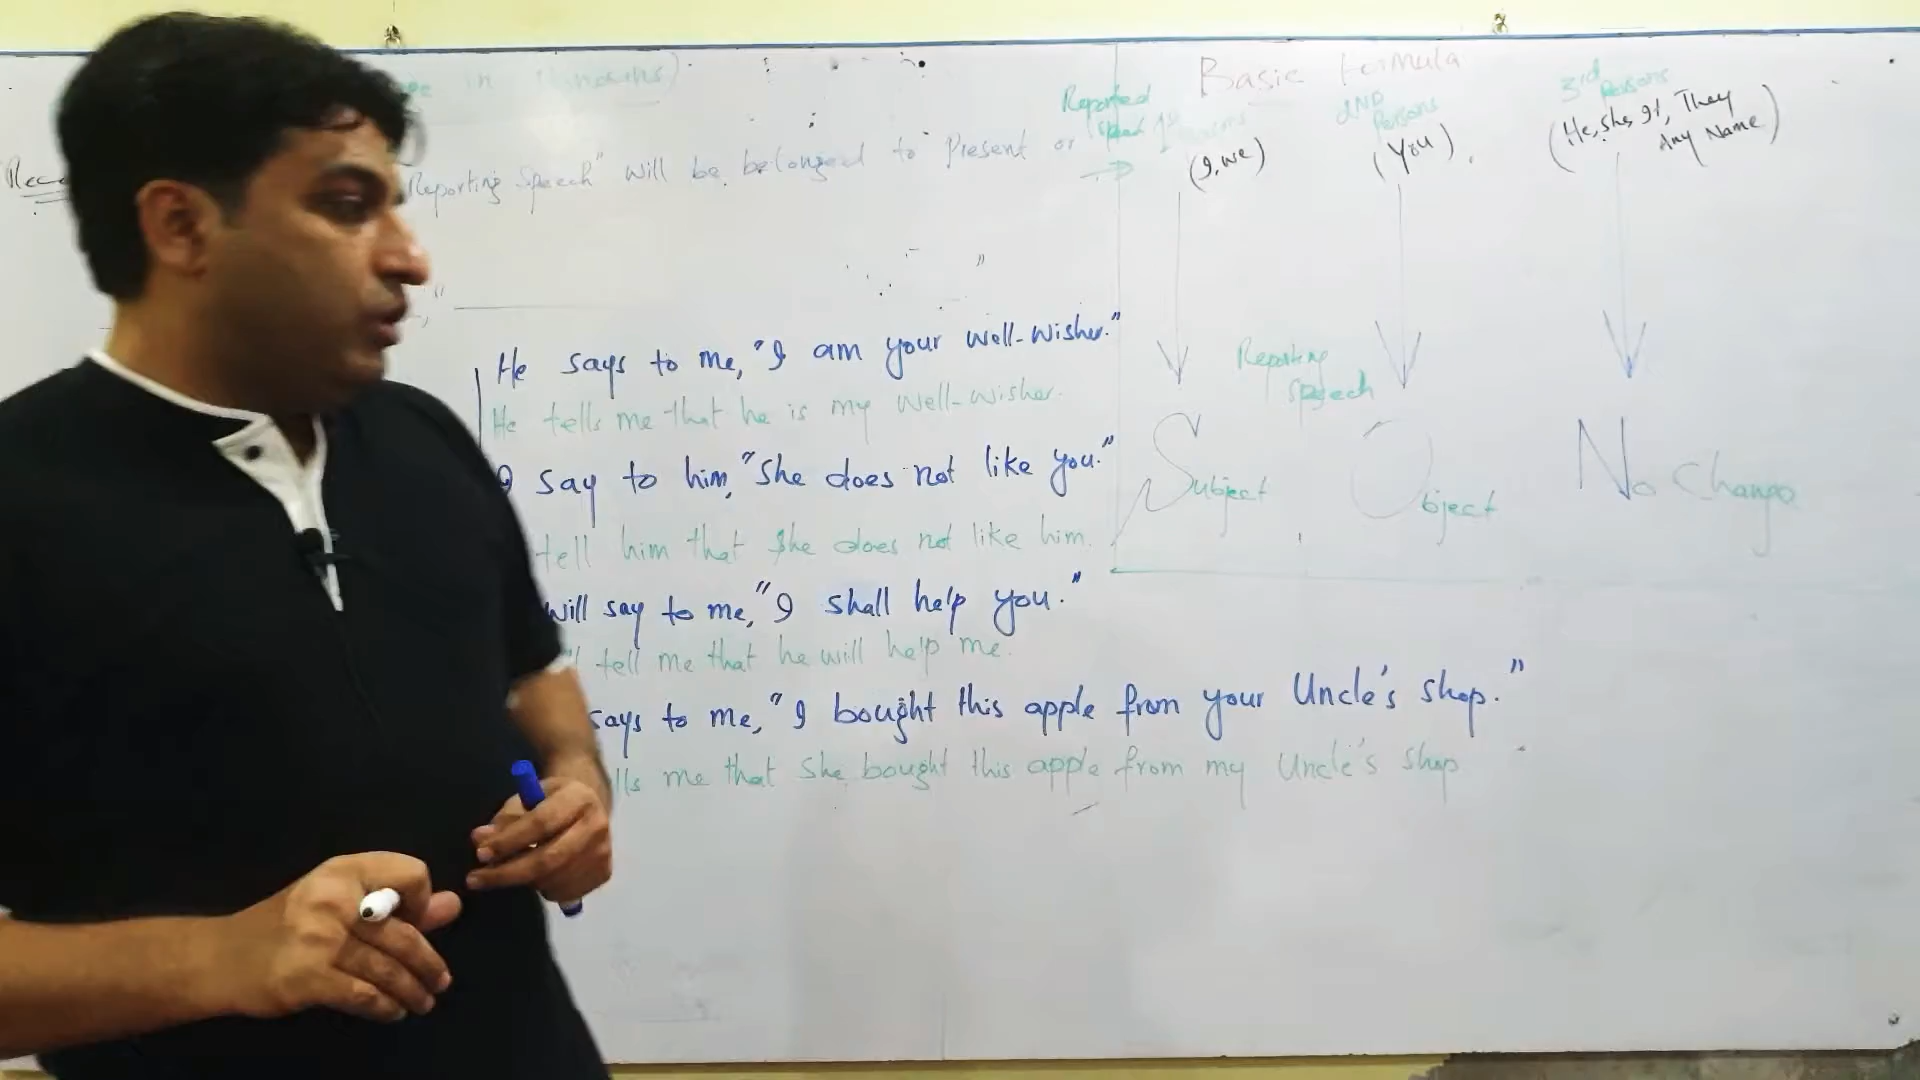 in
Basic Formula
Reporting Speech" will be belonged to Present or
Reported
Speech 1st
(I, we)
2ND
Persons
(You).
3rd
Persons
(He, She, It, They
Any Name)
He says to me, "I am your well-wisher."
He tells me that he is my well-wisher.
I say to him, "She does not like you."
tell him that she does not like him.
will say to me, "I shall help you."
tell me that he will help me.
says to me, "I bought this apple from your Uncle's shop."
lls me that she bought this apple from my Uncle's shop
Reporting
Speech
Subject
Object
No Change